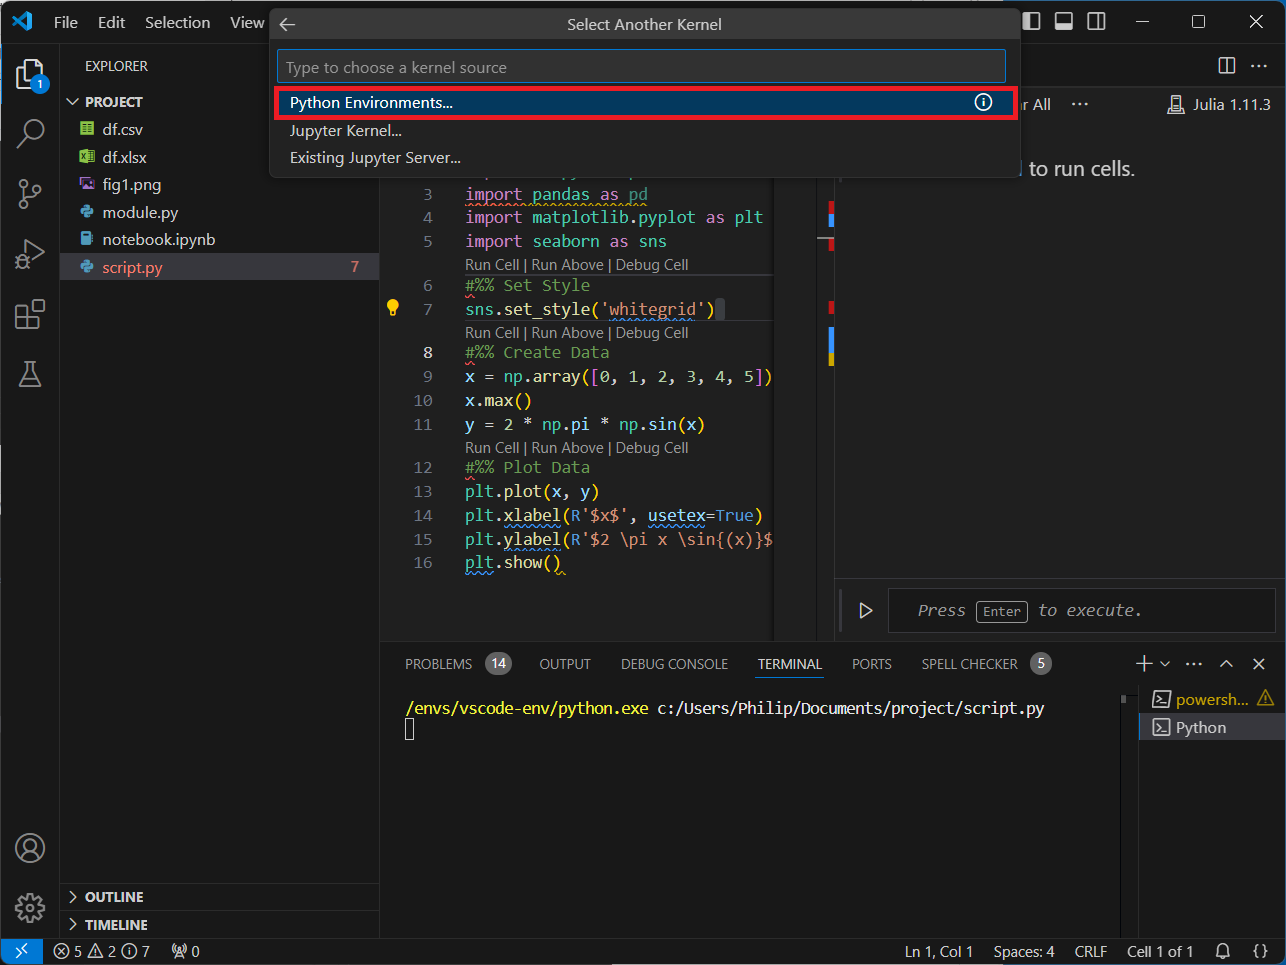 File Edit Selection View
Select Another Kernel
Type to choose a kernel source
Python Environments...
Jupyter Kernel...
Existing Jupyter Server...
EXPLORER
1
PROJECT
df.csv
df.xlsx
fig1.png
module.py
notebook.ipynb
script.py 7
OUTLINE
TIMELINE
r All ...
Julia 1.11.3
to run cells.
3 import pandas as pd
4 import matplotlib.pyplot as plt
5 import seaborn as sns
Run Cell | Run Above | Debug Cell
6 #%% Set Style
7 sns.set_style('whitegrid')
Run Cell | Run Above | Debug Cell
8 #%% Create Data
9 x = np.array([0, 1, 2, 3, 4, 5])
10 x.max()
11 y = 2 * np.pi * np.sin(x)
Run Cell | Run Above | Debug Cell
12 #%% Plot Data
13 plt.plot(x, y)
14 plt.xlabel(R'$x$', usetex=True)
15 plt.ylabel(R'$2 \pi x \sin{(x)}$
16 plt.show()
Press Enter to execute.
PROBLEMS 14 OUTPUT DEBUG CONSOLE TERMINAL PORTS SPELL CHECKER 5
/envs/vscode-env/python.exe c:/Users/Philip/Documents/project/script.py
powersh...
Python
5 2 7 0
Ln 1, Col 1 Spaces: 4 CRLF Cell 1 of 1 {}